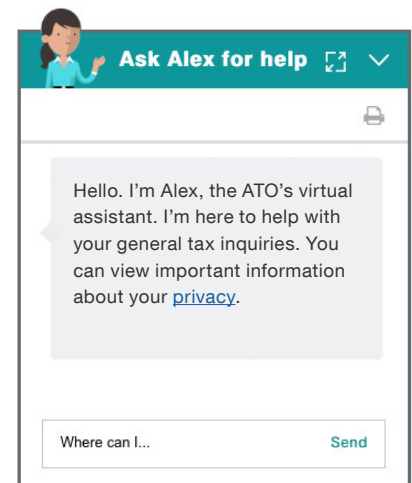 Ask Alex for help
Hello. I’m Alex, the ATO’s virtual
assistant. I’m here to help with
your general tax inquiries. You
can view important information
about your privacy.
Where can I... Send